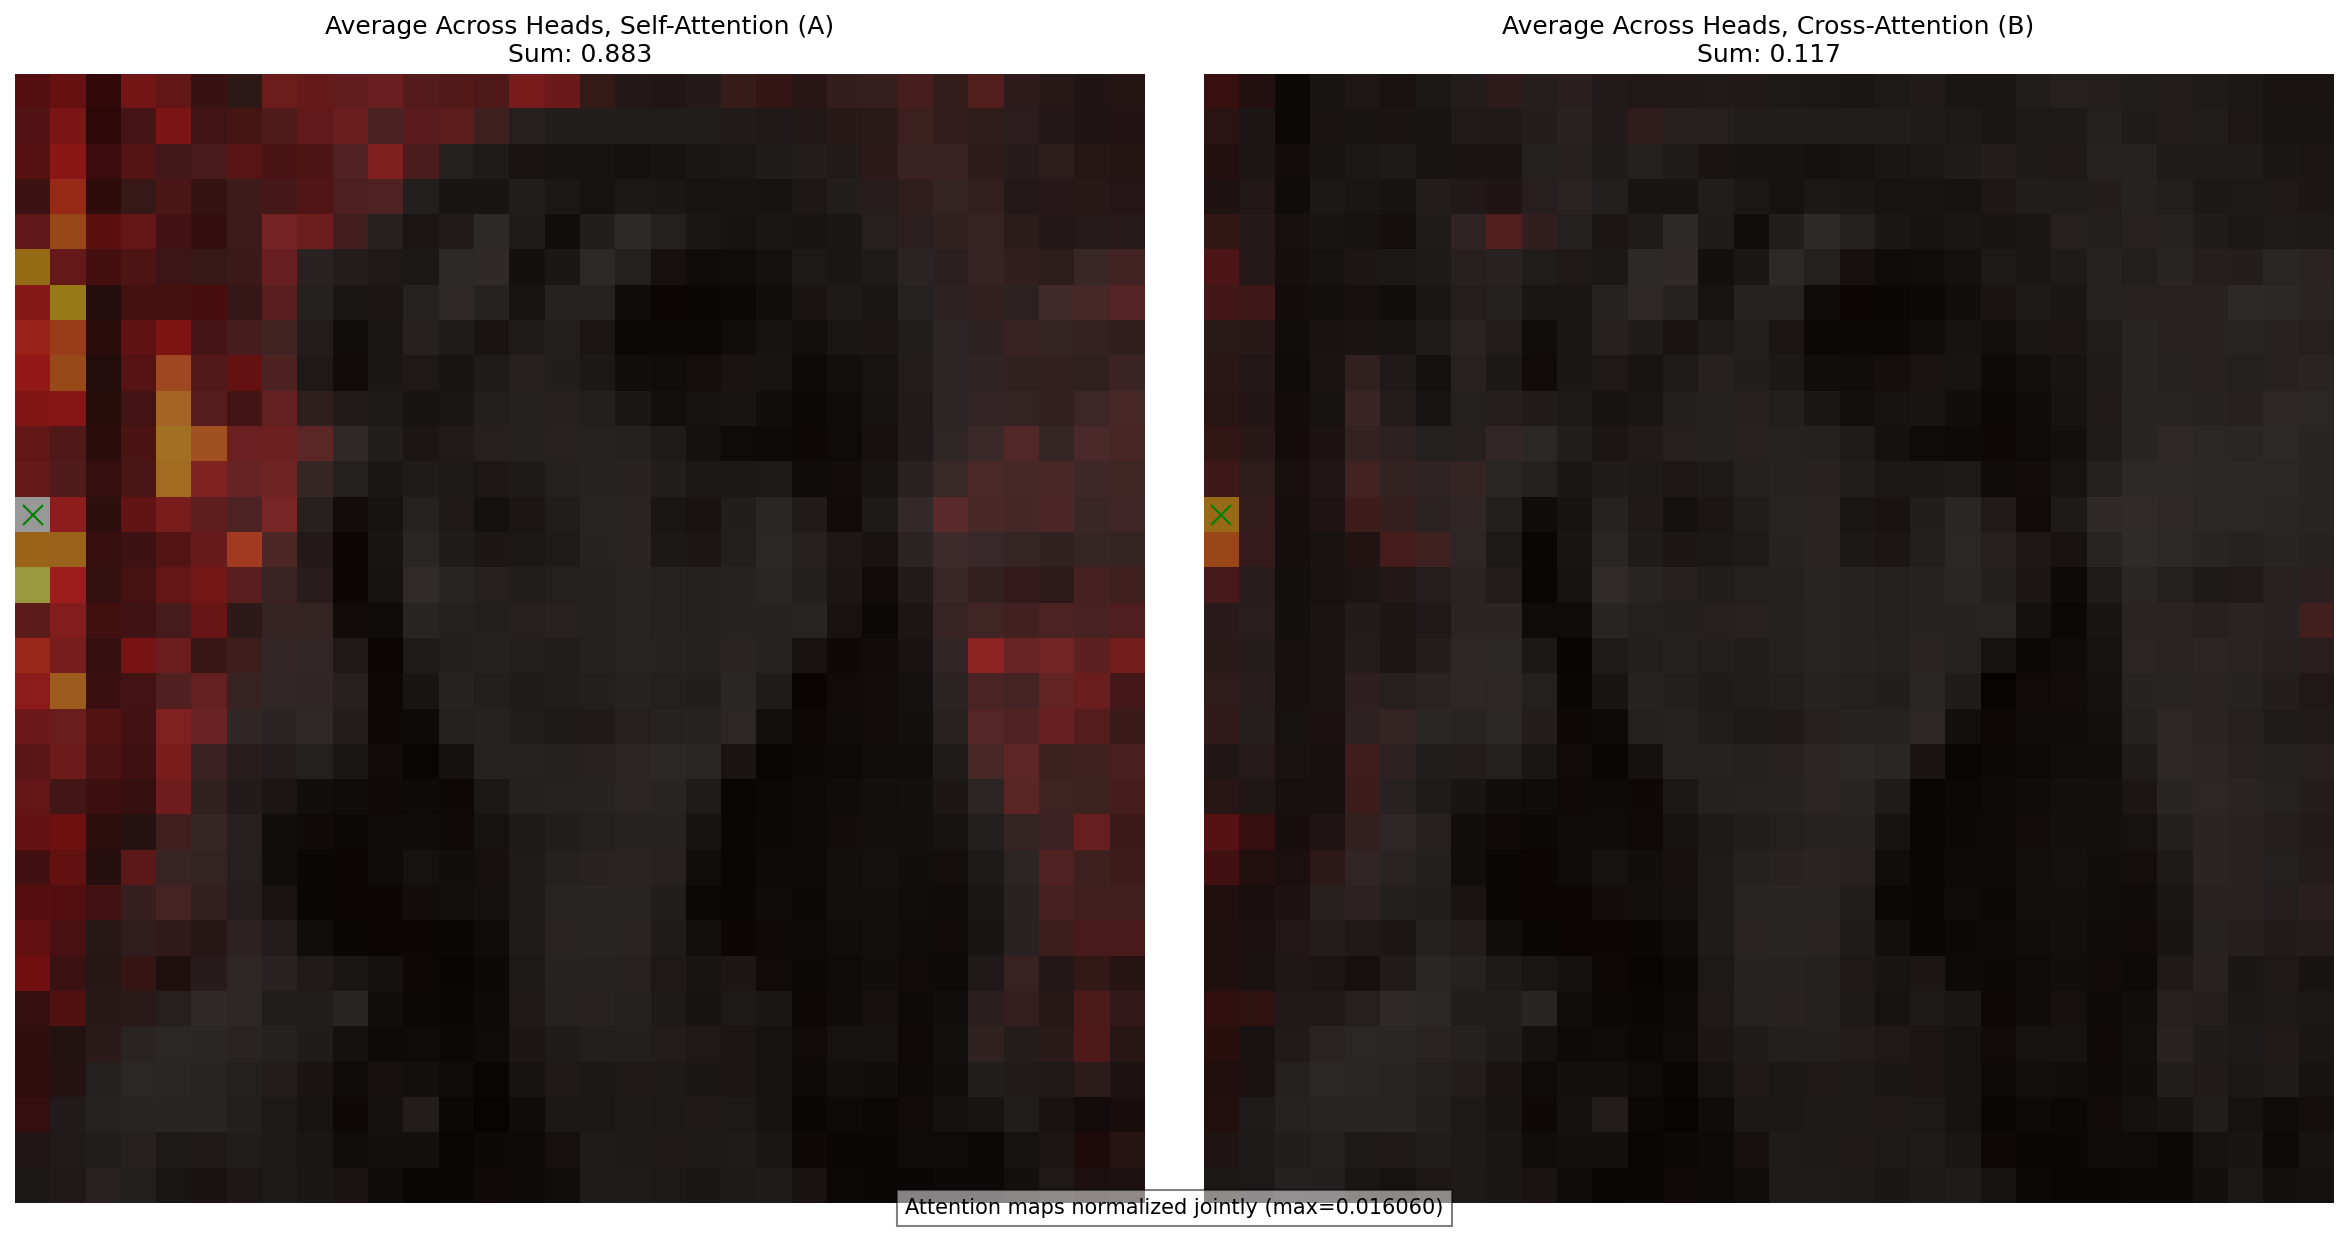 Average Across Heads, Self-Attention (A)
Sum: 0.883
Average Across Heads, Cross-Attention (B)
Sum: 0.117
Attention maps normalized jointly (max=0.016060)